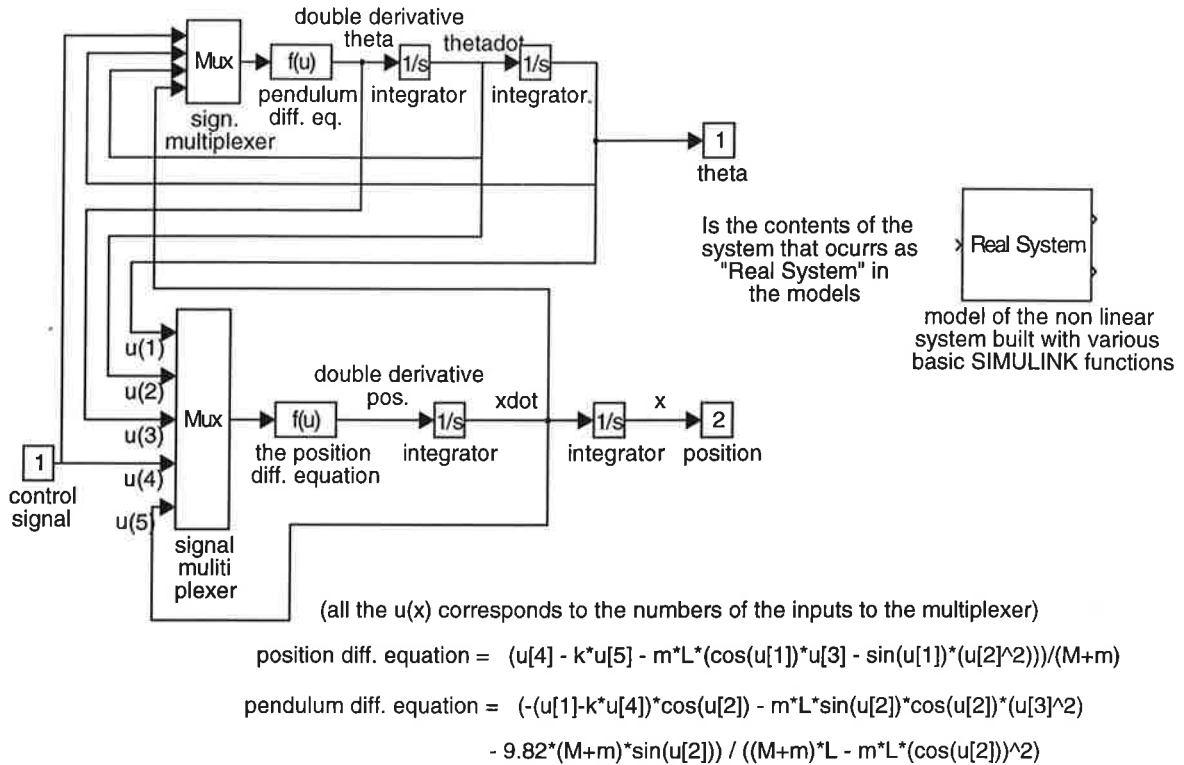 double derivative
theta
thetadot
Mux
f(u)
1/s
1/s
pendulum
diff. eq.
integrator
integrator.
sign.
multiplexer
1
theta
Is the contents of the
system that ocurrs as
"Real System" in
the models
Real System
model of the non linear
system built with various
basic SIMULINK functions
u(1)
u(2)
u(3)
u(4)
u(5)
Mux
double derivative
pos.
xdot
x
f(u)
1/s
1/s
2
the position
diff. equation
integrator
integrator
position
1
control
signal
signal
muliti
plexer
(all the u(x) corresponds to the numbers of the inputs to the multiplexer)
position diff. equation = (u[4] - k*u[5] - m*L*(cos(u[1])*u[3] - sin(u[1])*(u[2]^2)))/(M+m)
pendulum diff. equation = (-(u[1]-k*u[4])*cos(u[2]) - m*L*sin(u[2])*cos(u[2])*(u[3]^2)
- 9.82*(M+m)*sin(u[2])) / ((M+m)*L - m*L*(cos(u[2]))^2)